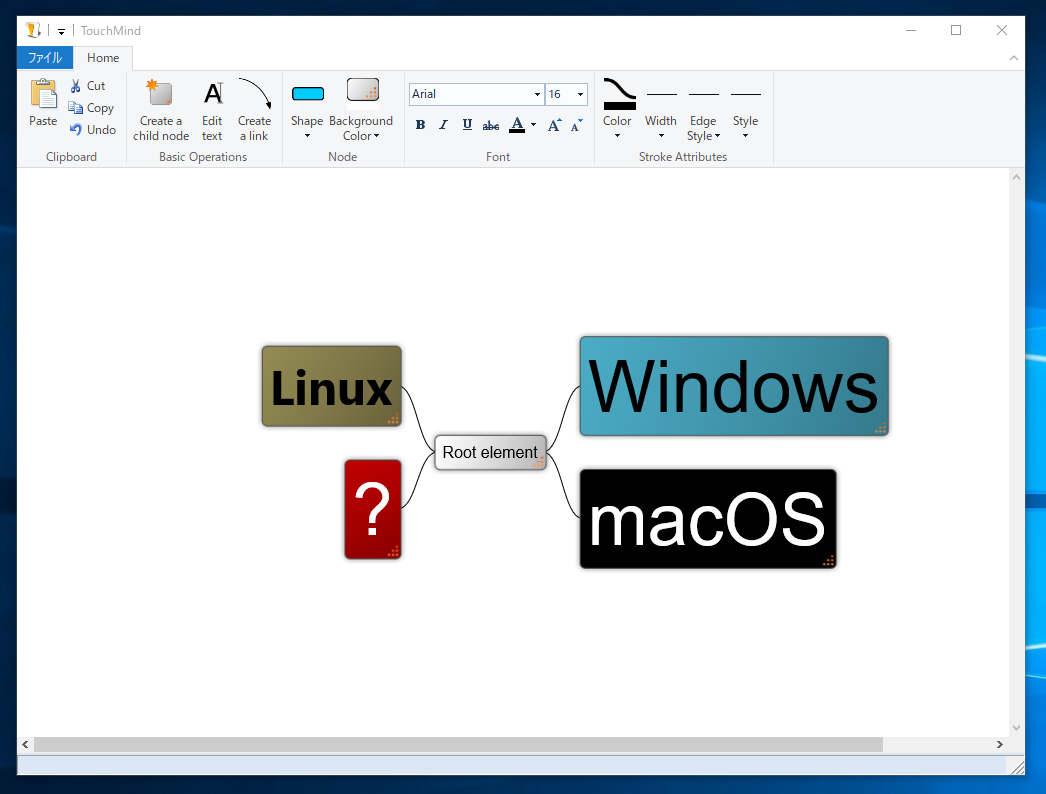 TouchMind
ファイル Home
Paste
Cut
Copy
Undo
Clipboard
Create a
child node
Edit
text
Create
a link
Basic Operations
Shape
Background
Color
Node
Arial 16
B I U abc A A A
Font
Color
Width
Edge
Style
Style
Stroke Attributes
Linux
Windows
Root element
?
macOS